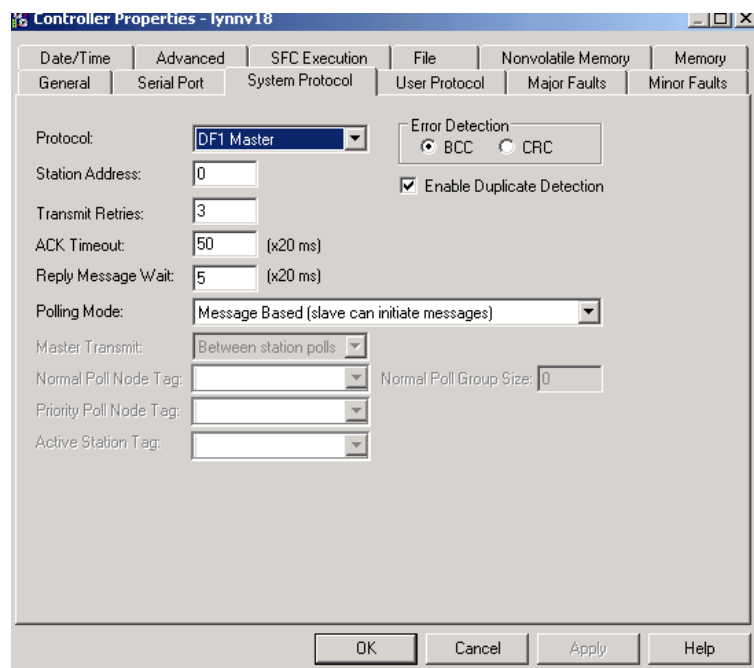 Controller Properties - lynnv18
Date/Time Advanced SFC Execution File Nonvolatile Memory Memory
General Serial Port System Protocol User Protocol Major Faults Minor Faults
Protocol: DF1 Master
Error Detection
BCC CRC
Station Address: 0
Enable Duplicate Detection
Transmit Retries: 3
ACK Timeout: 50 (x20 ms)
Reply Message Wait: 5 (x20 ms)
Polling Mode: Message Based (slave can initiate messages)
Master Transmit: Between station polls
Normal Poll Node Tag: Normal Poll Group Size: 0
Priority Poll Node Tag:
Active Station Tag:
OK Cancel Apply Help